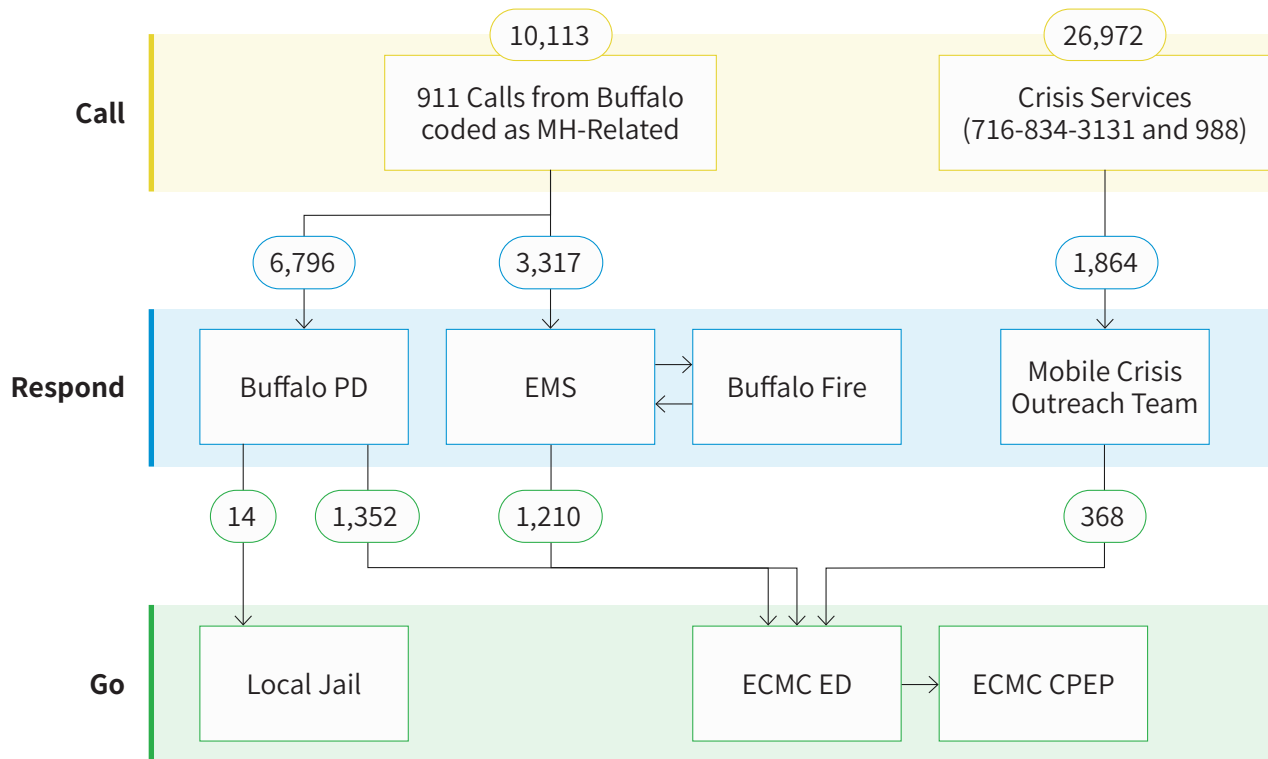 10,113
26,972
Call
911 Calls from Buffalo
coded as MH-Related
Crisis Services
(716-834-3131 and 988)
6,796
3,317
1,864
Respond
Buffalo PD
EMS
Buffalo Fire
Mobile Crisis
Outreach Team
14
1,352
1,210
368
Go
Local Jail
ECMC ED
ECMC CPEP